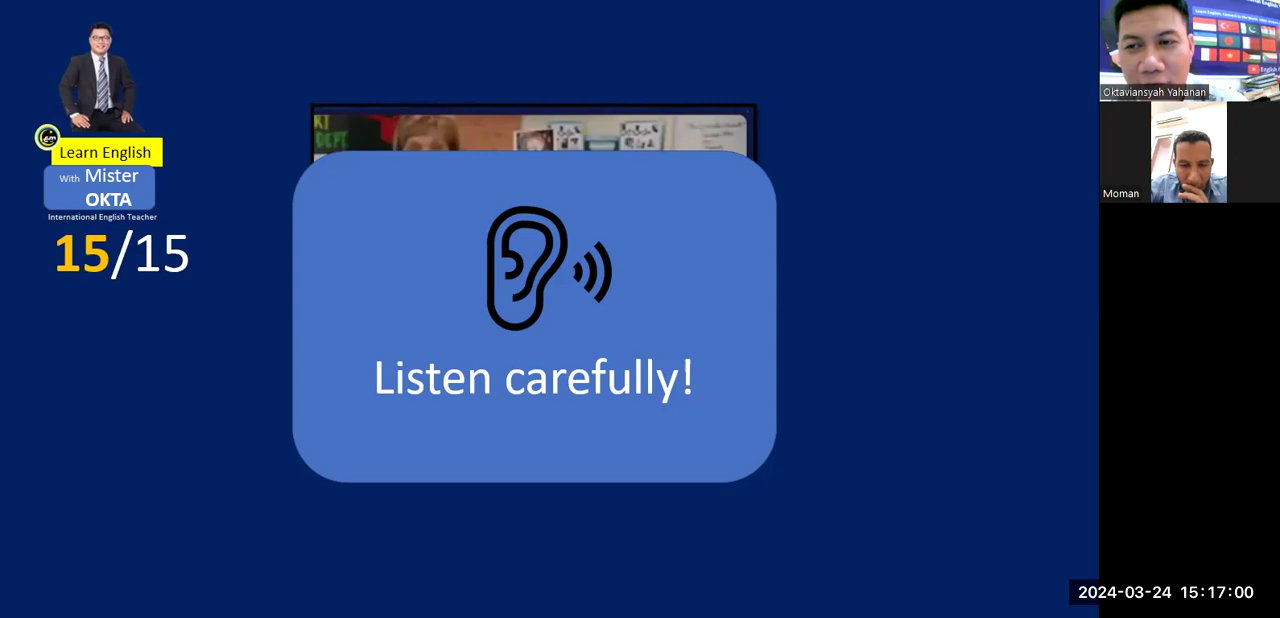 Learn English
With Mister
OKTA
International English Teacher
15/15
DEPT
Listen carefully!
Oktaviansyah Yahanan
Moman
2024-03-24 15:17:00